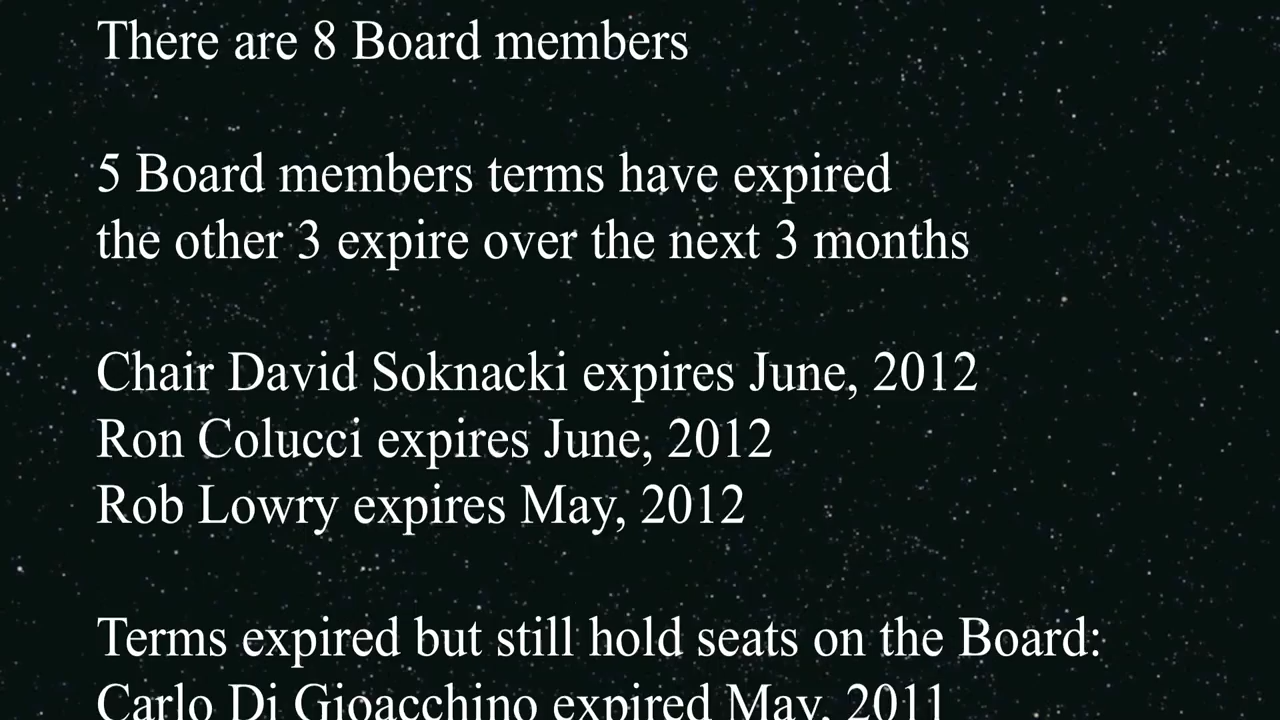 There are 8 Board members
5 Board members terms have expired
the other 3 expire over the next 3 months
Chair David Soknacki expires June, 2012
Ron Colucci expires June, 2012
Rob Lowry expires May, 2012
Terms expired but still hold seats on the Board:
Carlo Di Gioacchino expired May, 2011